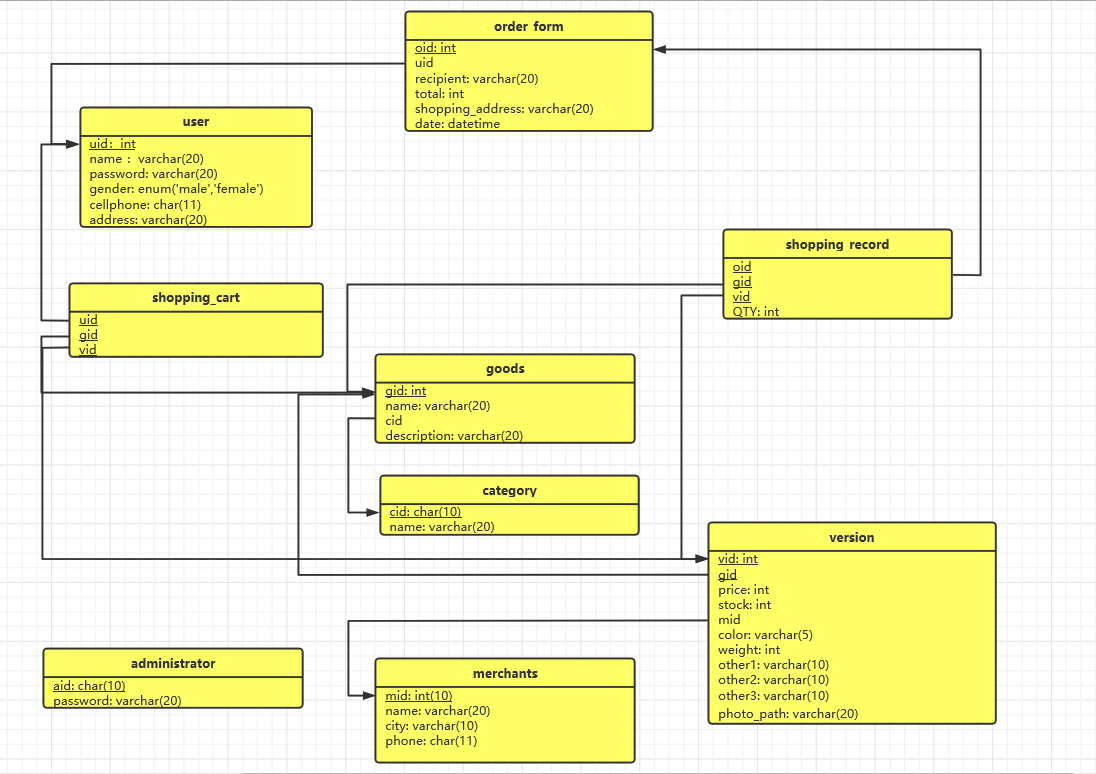 order form
oid: int
uid
recipient: varchar(20)
total: int
shopping_address: varchar(20)
date: datetime
user
uid: int
name : varchar(20)
password: varchar(20)
gender: enum('male','female')
cellphone: char(11)
address: varchar(20)
shopping record
oid
gid
vid
QTY: int
shopping_cart
uid
gid
vid
goods
gid: int
name: varchar(20)
cid
description: varchar(20)
category
cid: char(10)
name: varchar(20)
version
vid: int
gid
price: int
stock: int
mid
color: varchar(5)
weight: int
other1: varchar(10)
other2: varchar(10)
other3: varchar(10)
photo_path: varchar(20)
administrator
aid: char(10)
password: varchar(20)
merchants
mid: int(10)
name: varchar(20)
city: varchar(10)
phone: char(11)